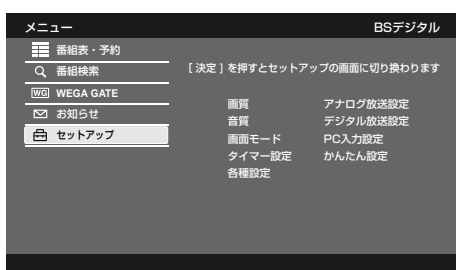 メニュー BSデジタル
番組表・予約
番組検索
[ 決定 ] を押すとセットアップの画面に切り換わります
WG WEGA GATE
お知らせ
セットアップ
画質 アナログ放送設定
音質 デジタル放送設定
画面モード PC入力設定
タイマー設定 かんたん設定
各種設定